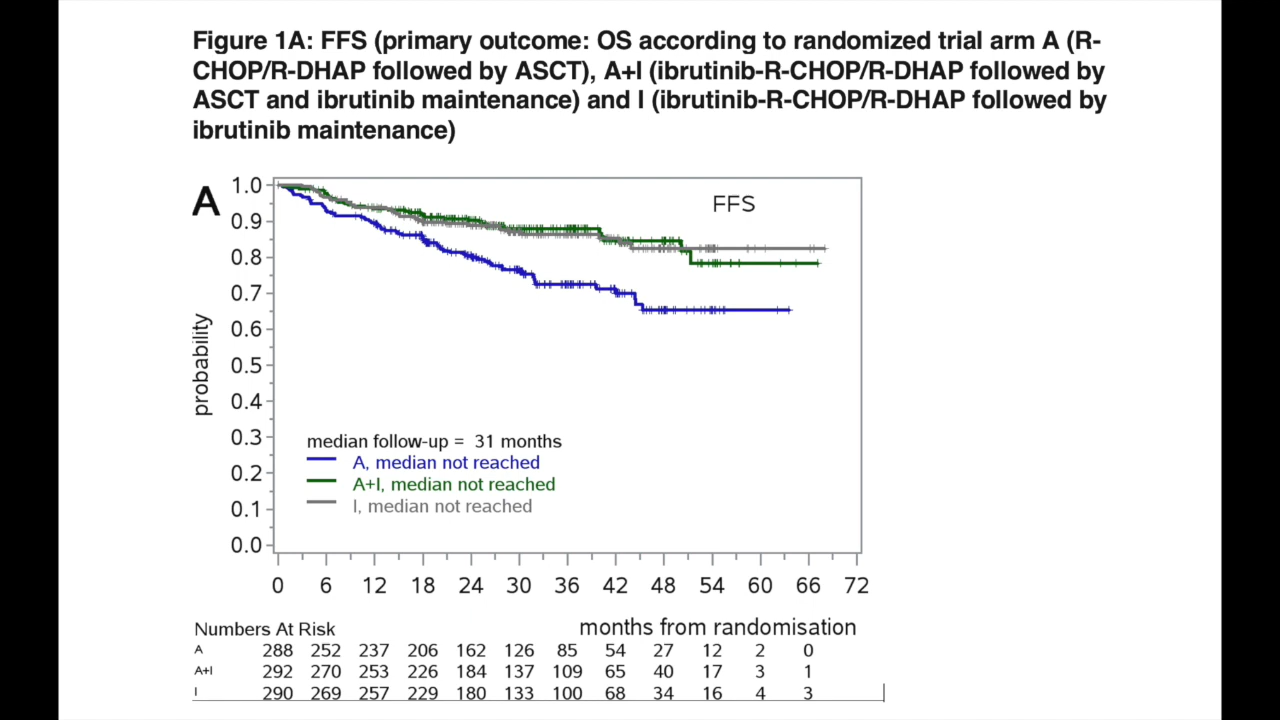 Figure 1A: FFS (primary outcome: OS according to randomized trial arm A (R-
CHOP/R-DHAP followed by ASCT), A+I (ibrutinib-R-CHOP/R-DHAP followed by
ASCT and ibrutinib maintenance) and I (ibrutinib-R-CHOP/R-DHAP followed by
ibrutinib maintenance)
A
FFS
probability
1.0
0.9
0.8
0.7
0.6
0.5
0.4
0.3
0.2
0.1
0.0
median follow-up = 31 months
A, median not reached
A+I, median not reached
I, median not reached
0 6 12 18 24 30 36 42 48 54 60 66 72
Numbers At Risk months from randomisation
A 288 252 237 206 162 126 85 54 27 12 2 0
A+I 292 270 253 226 184 137 109 65 40 17 3 1
I 290 269 257 229 180 133 100 68 34 16 4 3